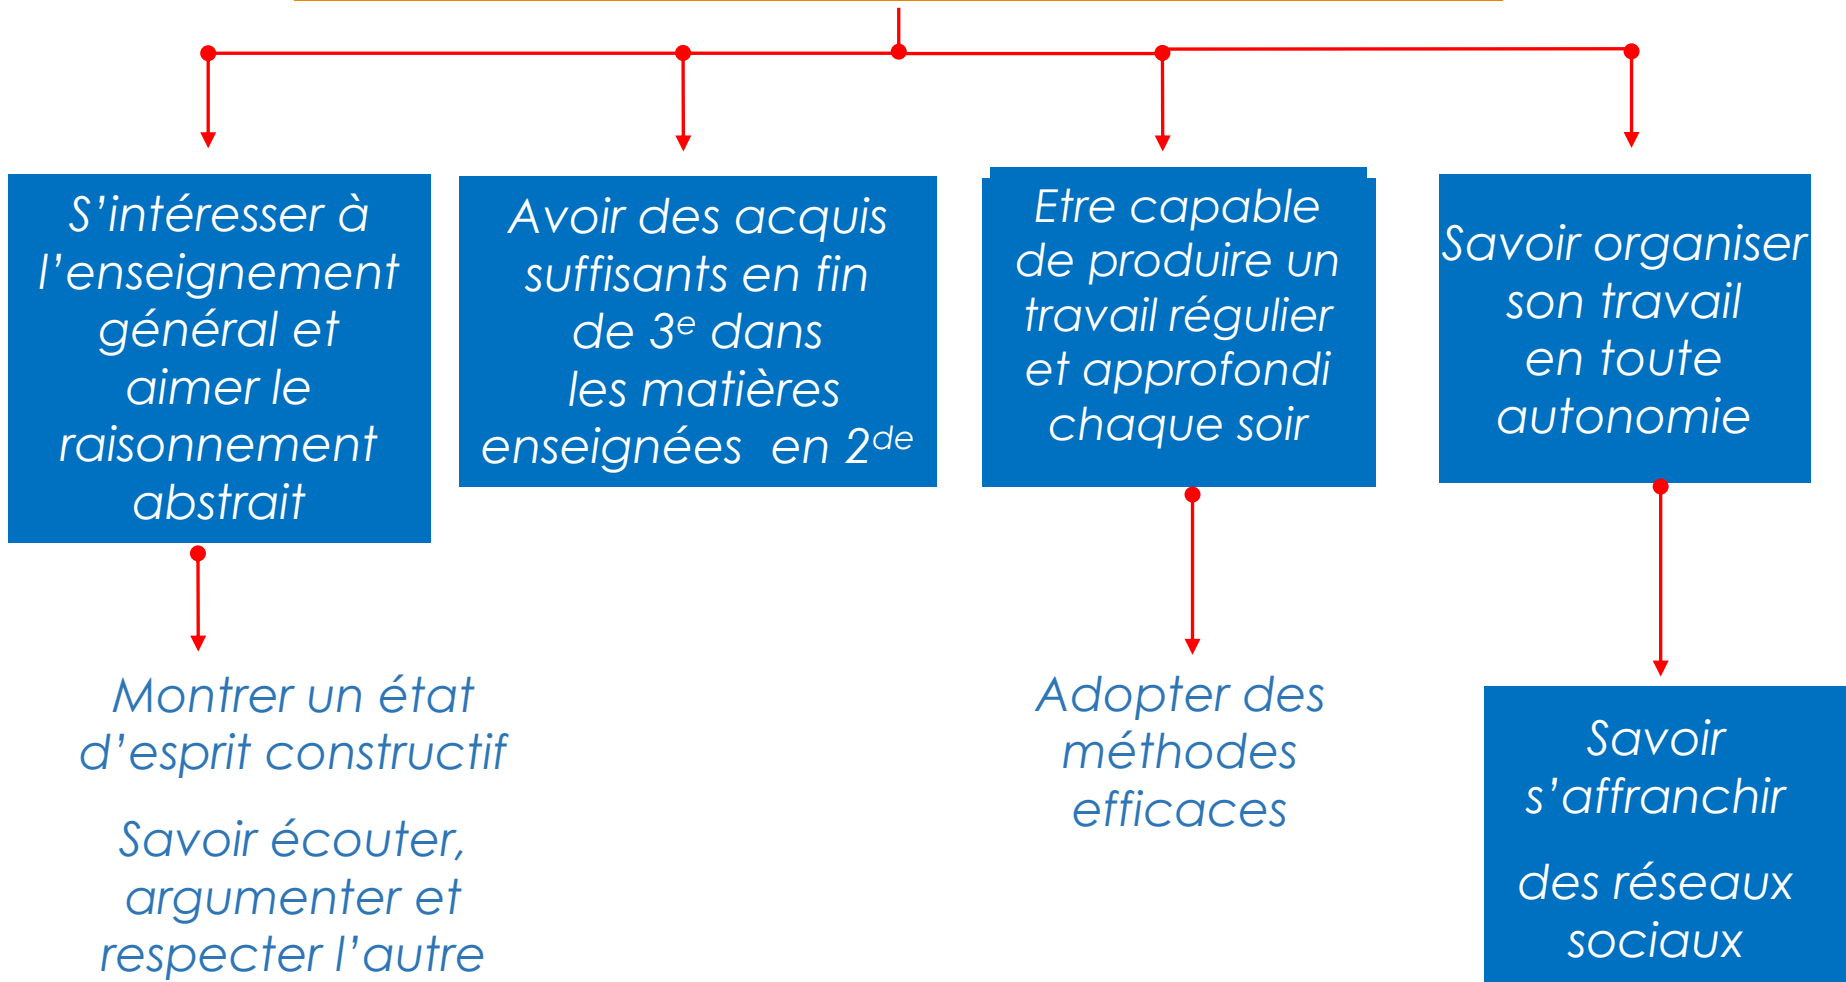 S’intéresser à
l’enseignement
général et
aimer le
raisonnement
abstrait
Avoir des acquis
suffisants en fin
de 3e dans
les matières
enseignées en 2de
Etre capable
de produire un
travail régulier
et approfondi
chaque soir
Savoir organiser
son travail
en toute
autonomie
Montrer un état
d’esprit constructif
Savoir écouter,
argumenter et
respecter l’autre
Adopter des
méthodes
efficaces
Savoir
s’affranchir
des réseaux
sociaux